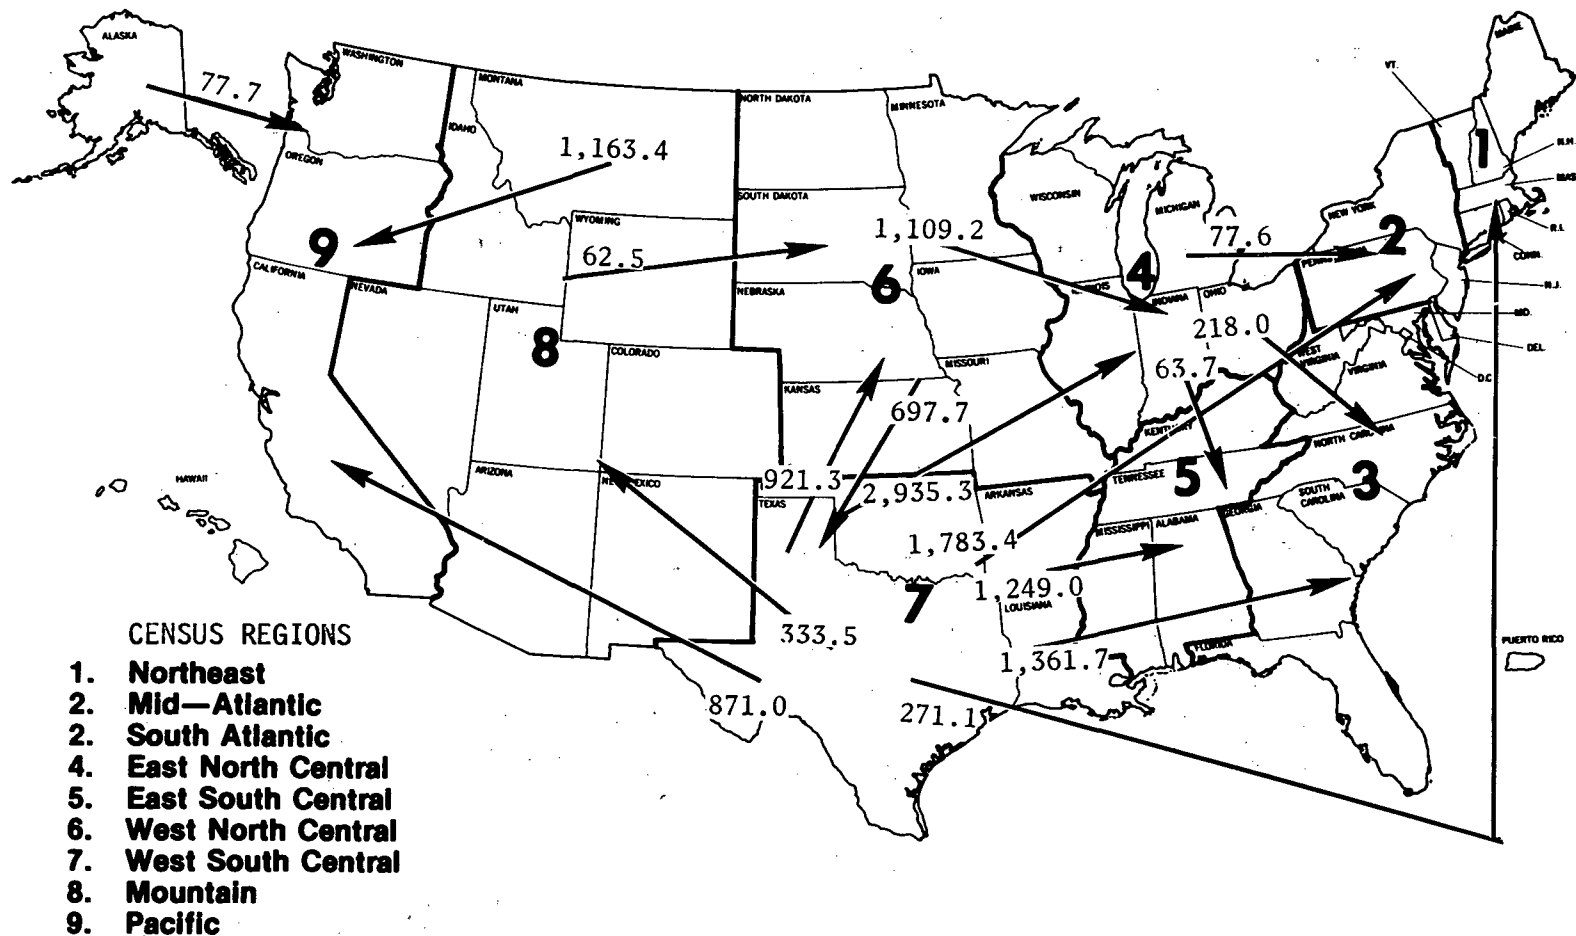 ALASKA
77.7
WASHINGTON
MONTANA
IDAHO
OREGON
1,163.4
NORTH DAKOTA
MINNESOTA
SOUTH DAKOTA
WYOMING
62.5
9
CALIFORNIA
NEVADA
UTAH
8
COLORADO
NEBRASKA
6
IOWA
WISCONSIN
MICHIGAN
1,109.2
4
77.6
NEW YORK
2
MAINE
VT.
1
N.H.
MAS
R.I.
CONN.
N.J.
MD.
DEL
D.C
INDIANA
OHIO
218.0
63.7
WEST
VIRGINIA
VIRGINIA
MISSOURI
KANSAS
697.7
KENTUCKY
NORTH CAROLINA
ARIZONA
921.3
2,935.3
TEXAS
ARKANSAS
TENNESSEE
5
SOUTH
CAROLINA
3
MISSISSIPPI
ALABAMA
GEORGIA
1,783.4
HAWAII
7
1,249.0
LOUISIANA
333.5
1,361.7
FLORIDA
PUERTO RICO
871.0
271.1
CENSUS REGIONS
1. Northeast
2. Mid—Atlantic
2. South Atlantic
4. East North Central
5. East South Central
6. West North Central
7. West South Central
8. Mountain
9. Pacific